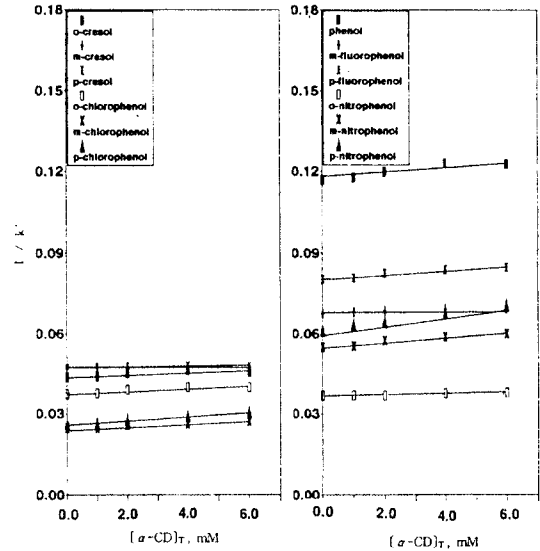 0.18
0.15
0.12
0.09
0.06
0.03
0.00
o-cresol
m-cresol
p-cresol
o-chlorophenol
m-chlorophenol
p-chlorophenol
0.0 2.0 4.0 6.0
[α-CD]T, mM
0.18
0.15
0.12
0.09
0.06
0.03
0.00
phenol
m-fluorophenol
p-fluorophenol
o-nitrophenol
m-nitrophenol
p-nitrophenol
0.0 2.0 4.0 6.0
[α-CD]T, mM